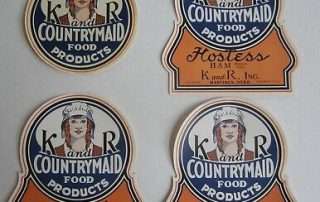 K and R
COUNTRYMAID
FOOD
PRODUCTS
K and R
COUNTRYMAID
FOOD
PRODUCTS
Hostess
HAM
K and R, INC.
HASTINGS, NEBR.
K and R
COUNTRYMAID
FOOD
PRODUCTS
K and R
COUNTRYMAID
FOOD
PRODUCTS